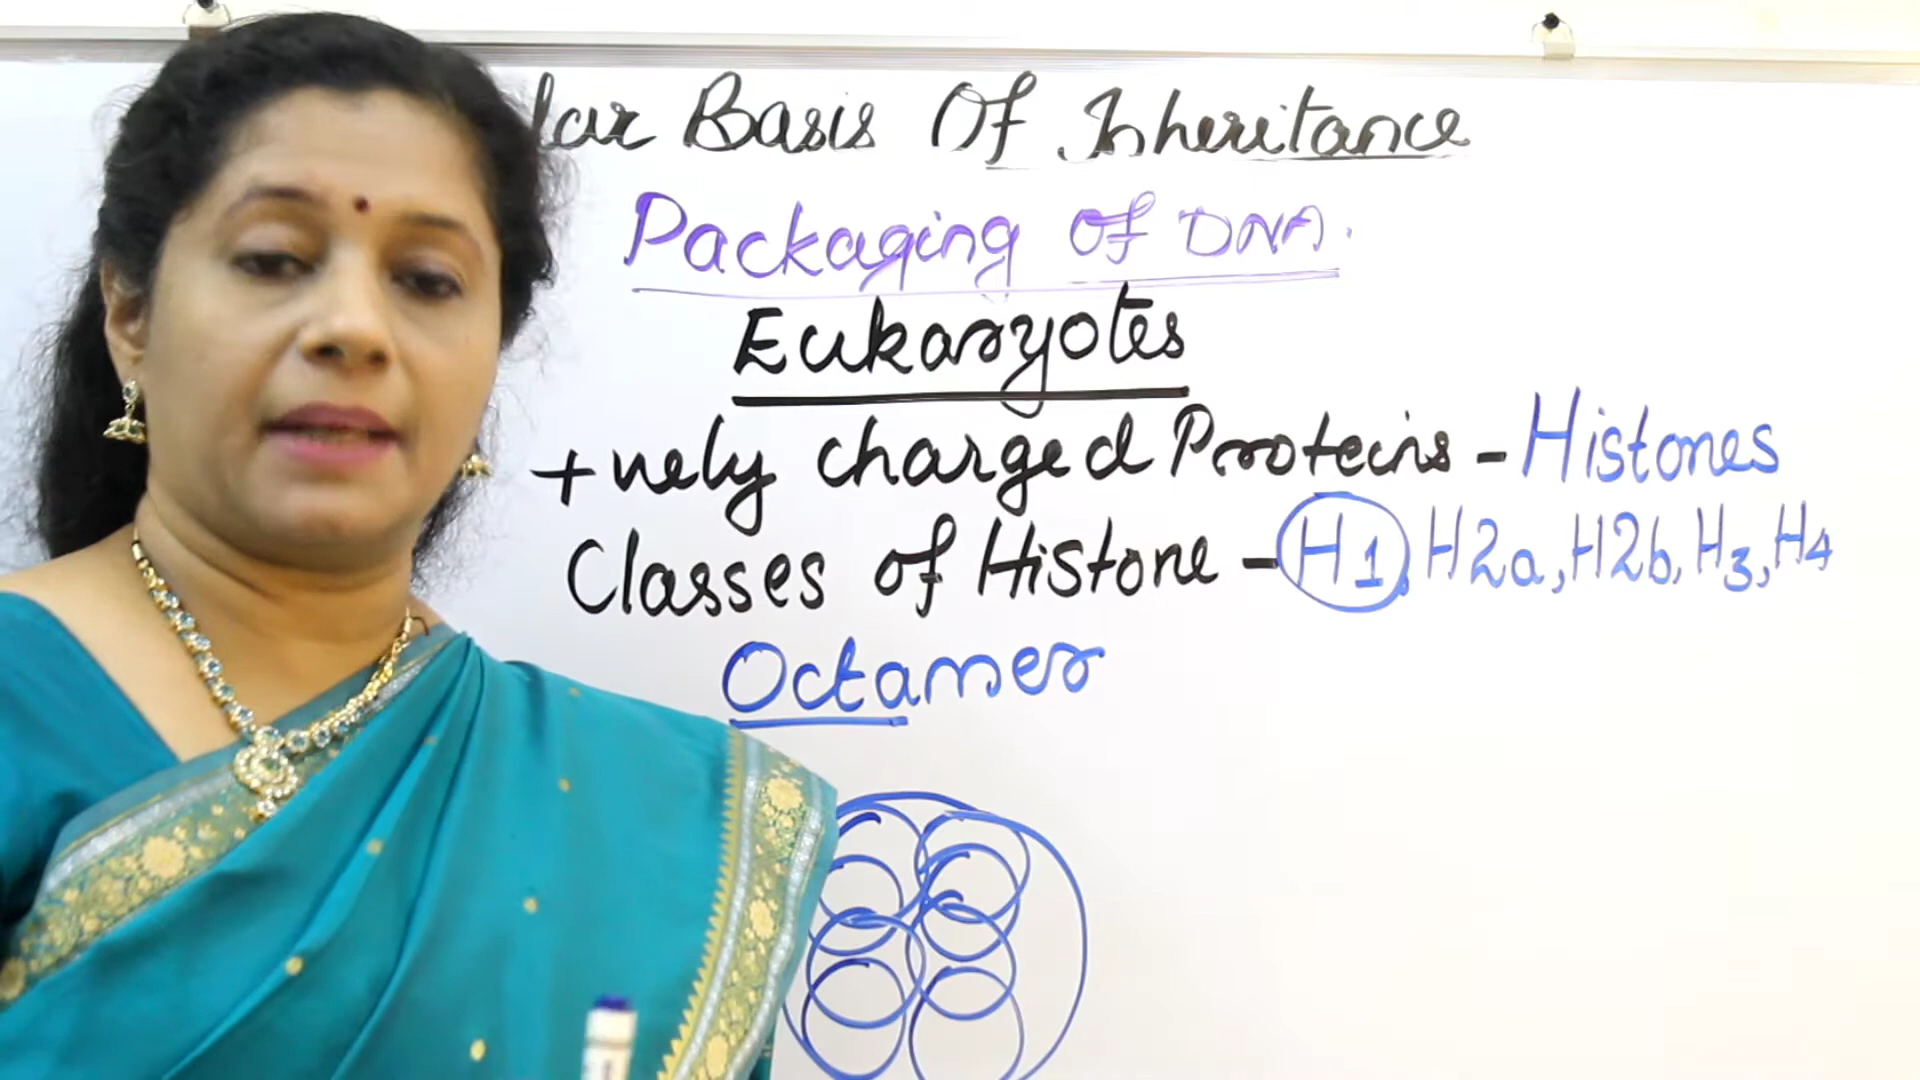 lar Basis Of Inheritance
Packaging Of DNA.
Eukaryotes
+vely charged Proteins - Histones
Classes of Histone - H1, H2a, H2b, H3, H4
Octamer